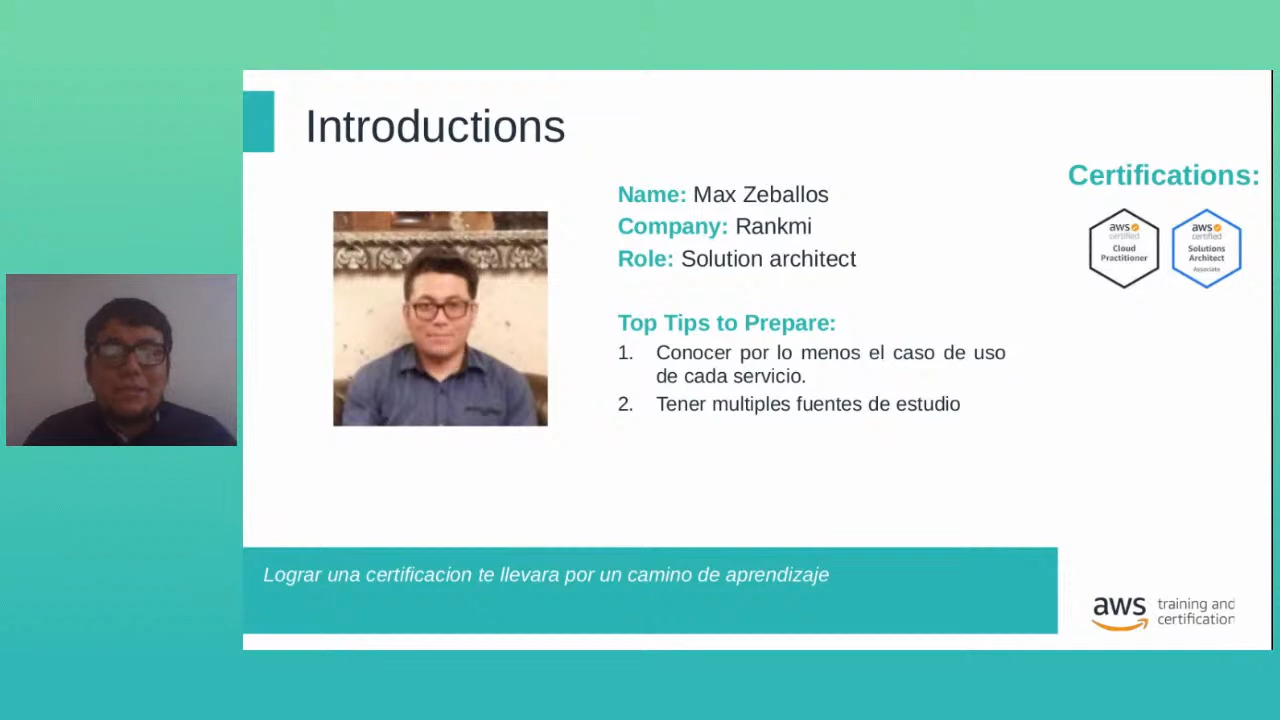 Introductions
Certifications:
Name: Max Zeballos
Company: Rankmi
Role: Solution architect
aws
certified
Cloud
Practitioner
aws
certified
Solutions
Architect
Associate
Top Tips to Prepare:
1. Conocer por lo menos el caso de uso
de cada servicio.
2. Tener multiples fuentes de estudio
Lograr una certificacion te llevara por un camino de aprendizaje
aws training and
certification